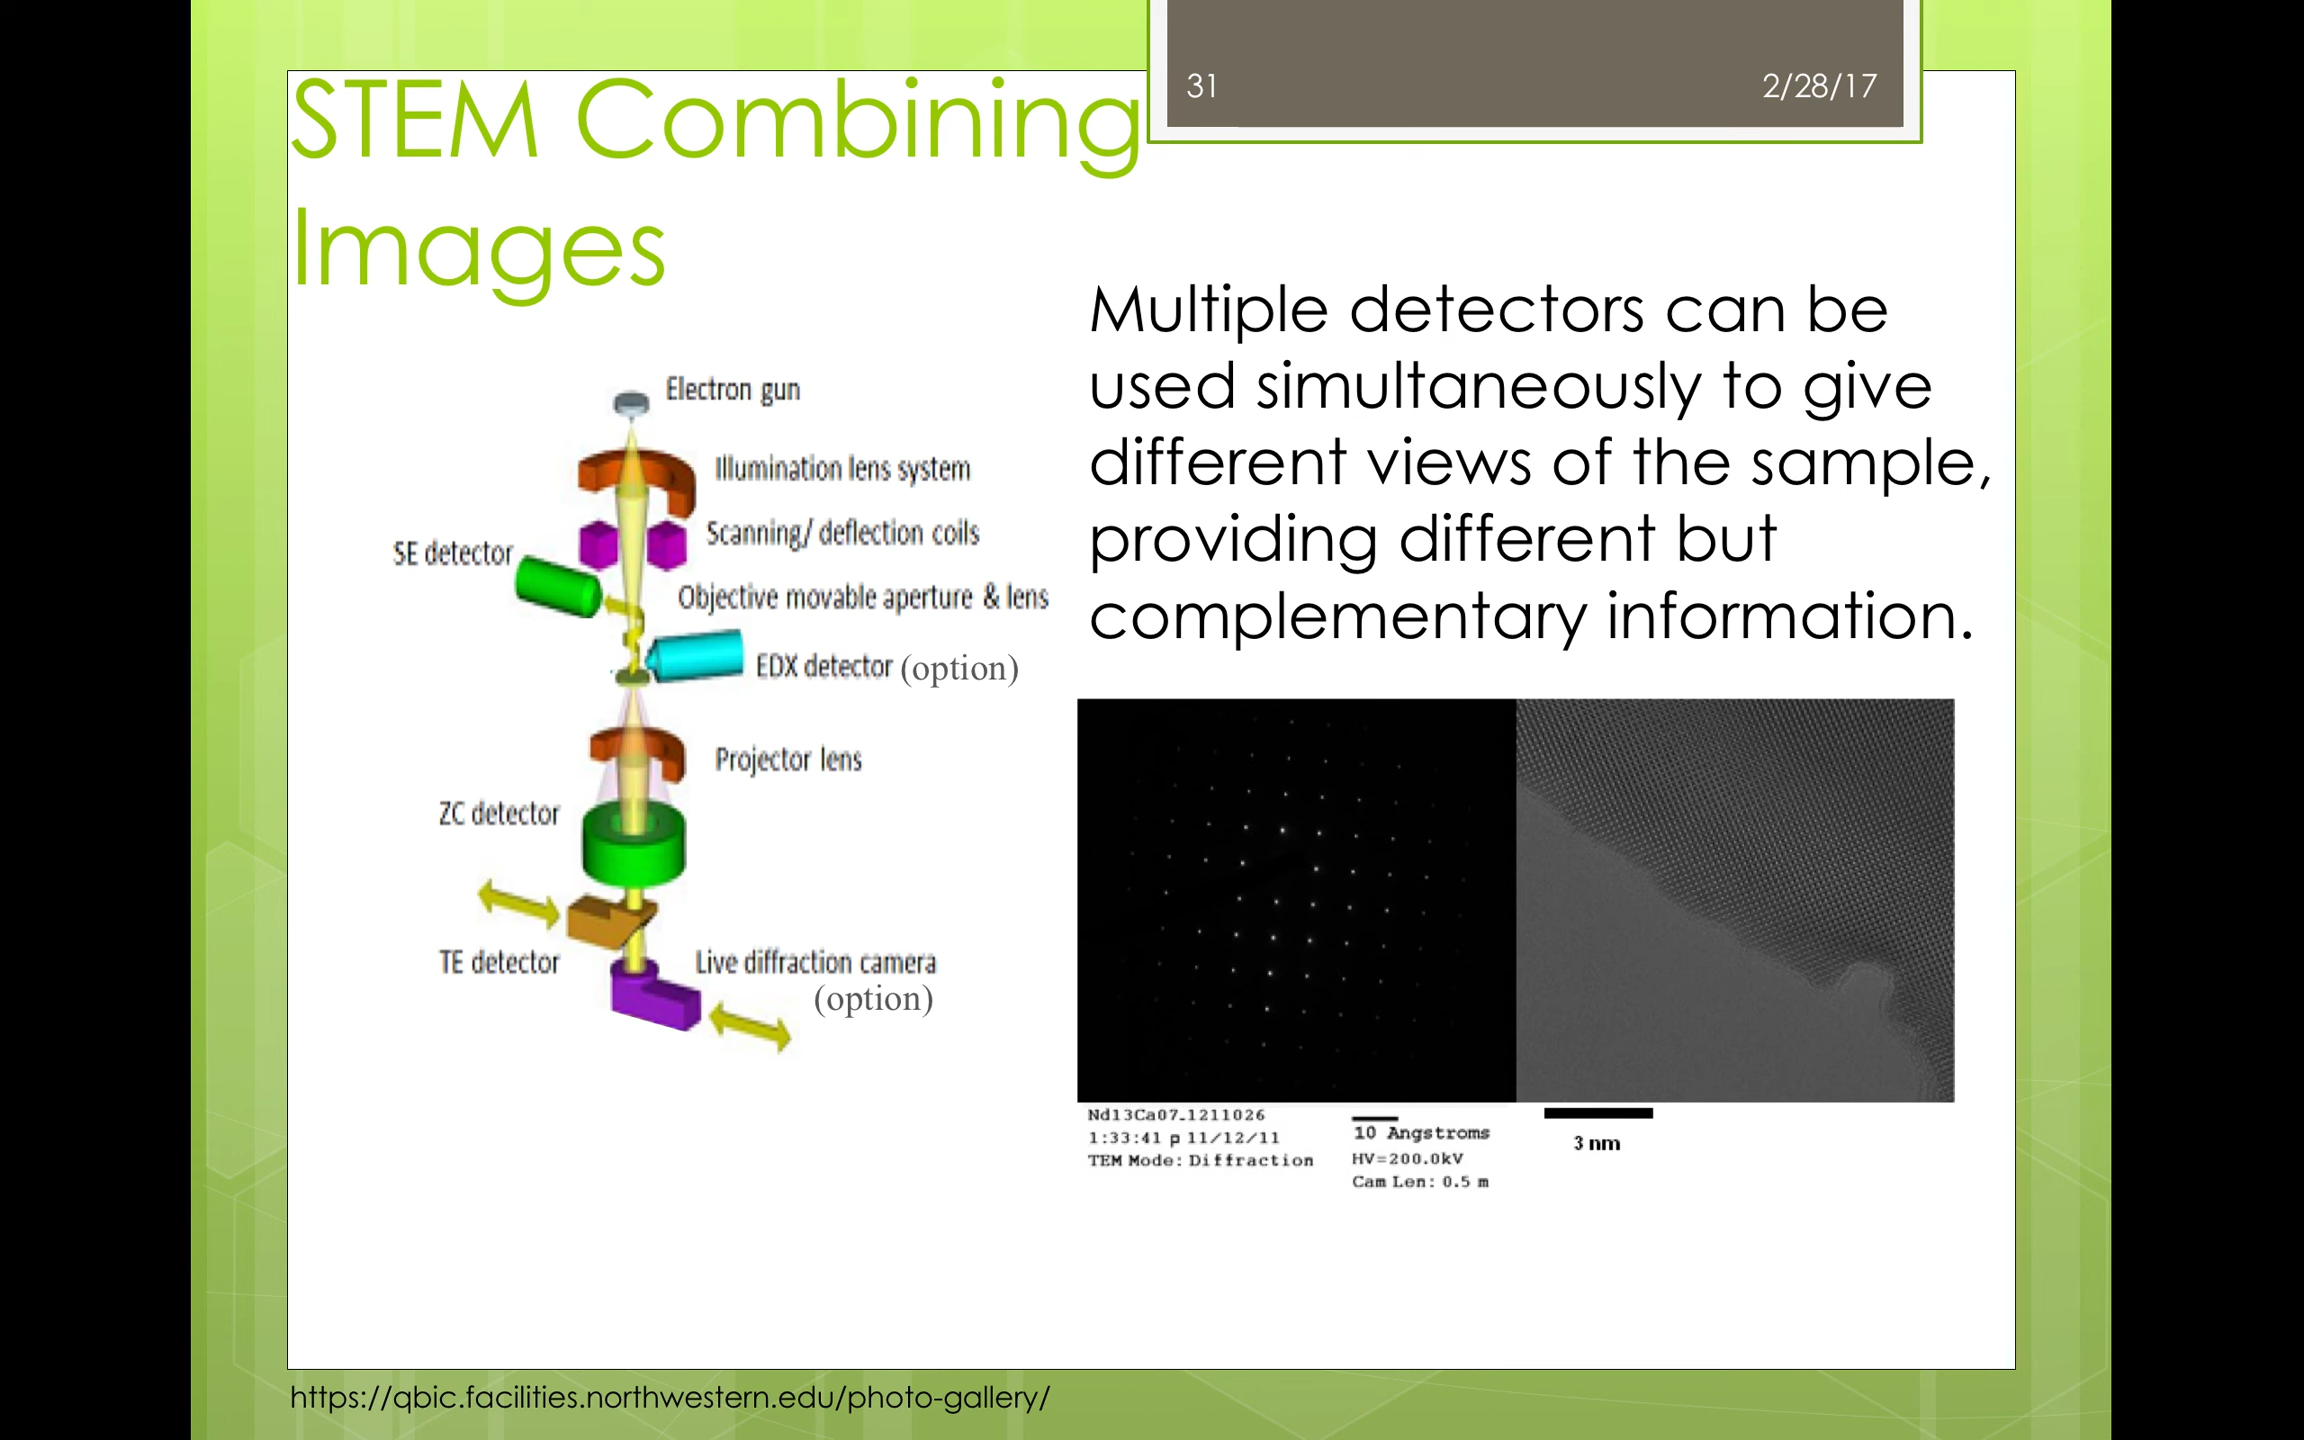 31
2/28/17
STEM Combining
Images
Multiple detectors can be
used simultaneously to give
different views of the sample,
providing different but
complementary information.
Electron gun
Illumination lens system
Scanning/ deflection coils
SE detector
Objective movable aperture & lens
EDX detector (option)
Projector lens
ZC detector
TE detector
Live diffraction camera
(option)
Nd13Ca07_1211026
1:33:41 p 11/12/11
TEM Mode: Diffraction
10 Angstroms
HV=200.0kV
Cam Len: 0.5 m
3 nm
https://qbic.facilities.northwestern.edu/photo-gallery/